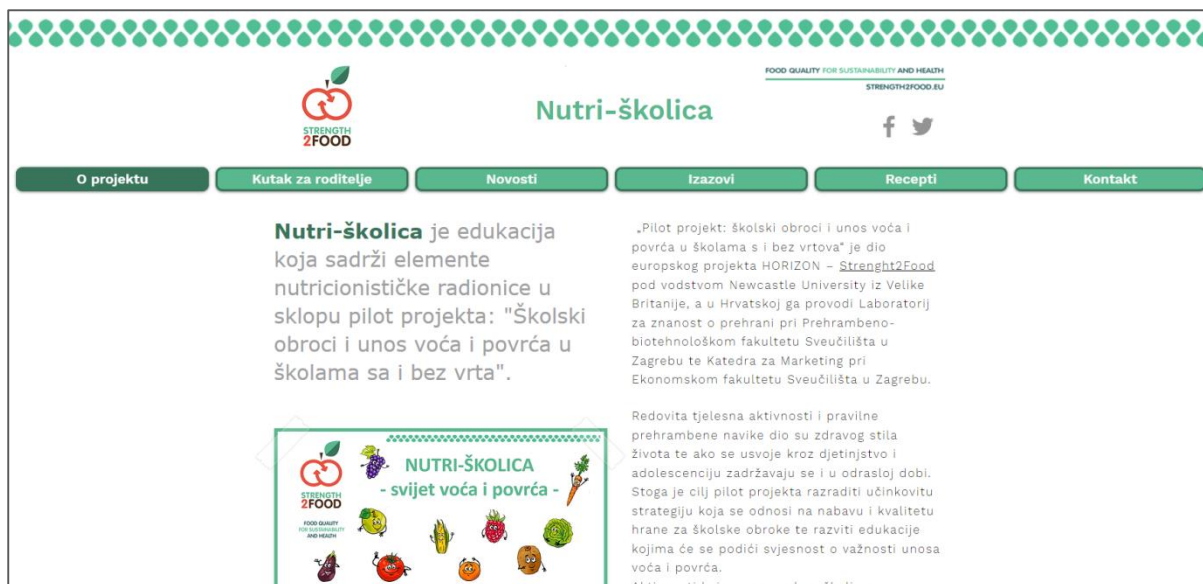 STRENGTH
2FOOD
Nutri-školica
FOOD QUALITY FOR SUSTAINABILITY AND HEALTH
STRENGTH2FOOD.EU
O projektu
Kutak za roditelje
Novosti
Izazovi
Recepti
Kontakt
Nutri-školica je edukacija
koja sadrži elemente
nutricionističke radionice u
sklopu pilot projekta: "Školski
obroci i unos voća i povrća u
školama sa i bez vrta".
STRENGTH
2FOOD
FOOD QUALITY
FOR SUSTAINABILITY
AND HEALTH
NUTRI-ŠKOLICA
- svijet voća i povrća -
„Pilot projekt: školski obroci i unos voća i
povrća u školama s i bez vrtova“ je dio
europskog projekta HORIZON – Strenght2Food
pod vodstvom Newcastle University iz Velike
Britanije, a u Hrvatskoj ga provodi Laboratorij
za znanost o prehrani pri Prehrambeno-
biotehnološkom fakultetu Sveučilišta u
Zagrebu te Katedra za Marketing pri
Ekonomskom fakultetu Sveučilišta u Zagrebu.
Redovita tjelesna aktivnosti i pravilne
prehrambene navike dio su zdravog stila
života te ako se usvoje kroz djetinjstvo i
adolescenciju zadržavaju se i u odrasloj dobi.
Stoga je cilj pilot projekta razraditi učinkovitu
strategiju koja se odnosi na nabavu i kvalitetu
hrane za školske obroke te razviti edukacije
kojima će se podići svjesnost o važnosti unosa
voća i povrća.